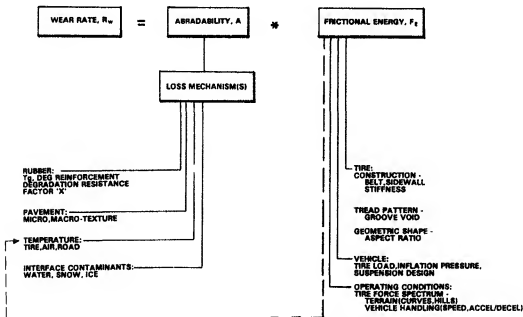 WEAR RATE, Rw = ABRADABILITY, A * FRICTIONAL ENERGY, FE
LOSS MECHANISM(S)
RUBBER:
Tg, DEG REINFORCEMENT
DEGRADATION RESISTANCE
FACTOR 'X'
PAVEMENT:
MICRO,MACRO-TEXTURE
TEMPERATURE:
TIRE,AIR,ROAD
INTERFACE CONTAMINANTS:
WATER, SNOW, ICE
TIRE:
CONSTRUCTION -
BELT,SIDEWALL
STIFFNESS
TREAD PATTERN -
GROOVE VOID
GEOMETRIC SHAPE -
ASPECT RATIO
VEHICLE:
TIRE LOAD,INFLATION PRESSURE,
SUSPENSION DESIGN
OPERATING CONDITIONS:
TIRE FORCE SPECTRUM -
TERRAIN(CURVES,HILLS)
VEHICLE HANDLING(SPEED,ACCEL/DECEL)